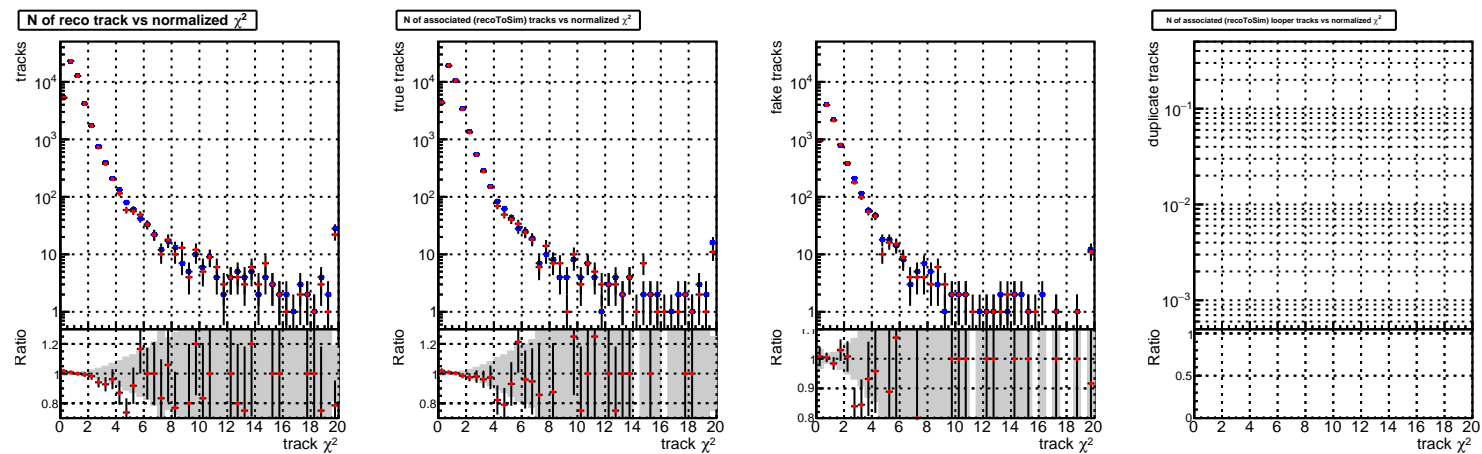 N of reco track vs normalized χ²
tracks
10⁴
10³
10²
10
1
Ratio
1.2
1
0.8
0 2 4 6 8 10 12 14 16 18 20
track χ²
N of associated (recoToSim) tracks vs normalized χ²
true tracks
10⁴
10³
10²
10
1
Ratio
1.2
1
0.8
0 2 4 6 8 10 12 14 16 18 20
track χ²
fake tracks
10⁴
10³
10²
10
1
Ratio
1
0.9
0.8
0 2 4 6 8 10 12 14 16 18 20
track χ²
N of associated (recoToSim) looper tracks vs normalized χ²
duplicate tracks
10⁻¹
10⁻²
10⁻³
Ratio
1
0.5
0
0 2 4 6 8 10 12 14 16 18 20
track χ²